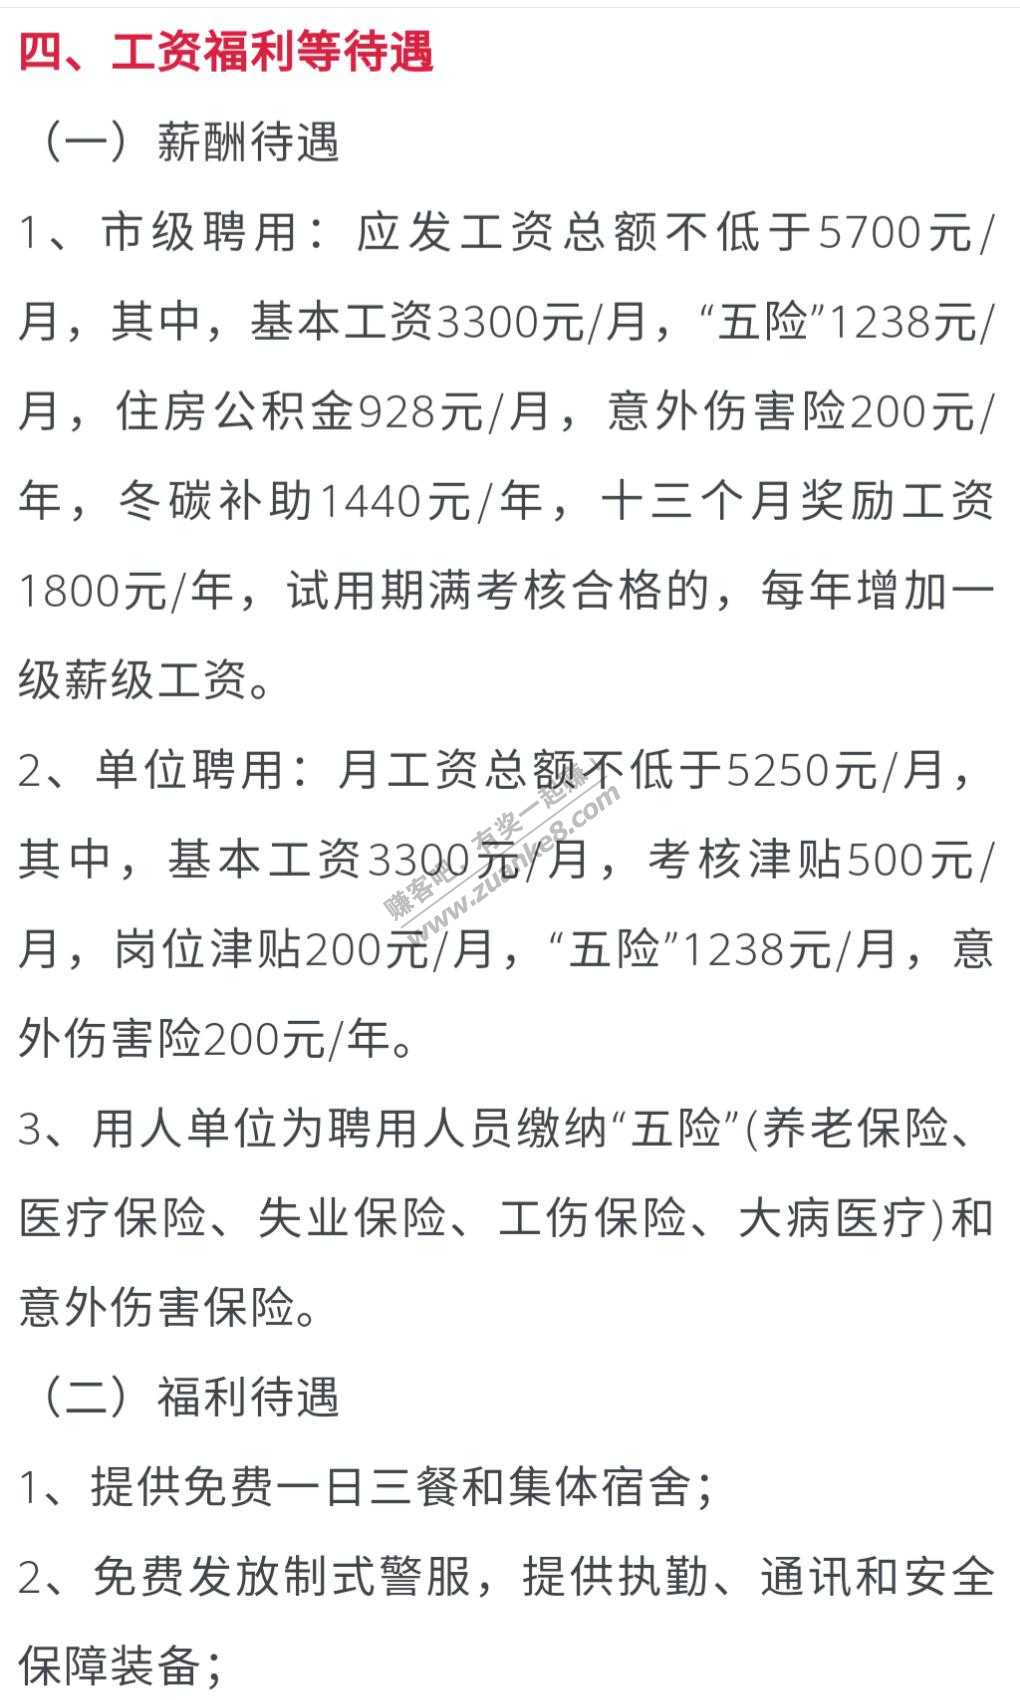 四、工资福利等待遇
（一）薪酬待遇
1、市级聘用：应发工资总额不低于5700元/
月，其中，基本工资3300元/月，“五险”1238元/
月，住房公积金928元/月，意外伤害险200元/
年，冬碳补助1440元/年，十三个月奖励工资
1800元/年，试用期满考核合格的，每年增加一
级薪级工资。
2、单位聘用：月工资总额不低于5250元/月，
其中，基本工资3300元/月，考核津贴500元/
月，岗位津贴200元/月，“五险”1238元/月，意
外伤害险200元/年。
赚客吧，有奖一起赚！
www.zuanke8.com
3、用人单位为聘用人员缴纳“五险”(养老保险、
医疗保险、失业保险、工伤保险、大病医疗)和
意外伤害保险。
（二）福利待遇
1、提供免费一日三餐和集体宿舍；
2、免费发放制式警服，提供执勤、通讯和安全
保障装备；